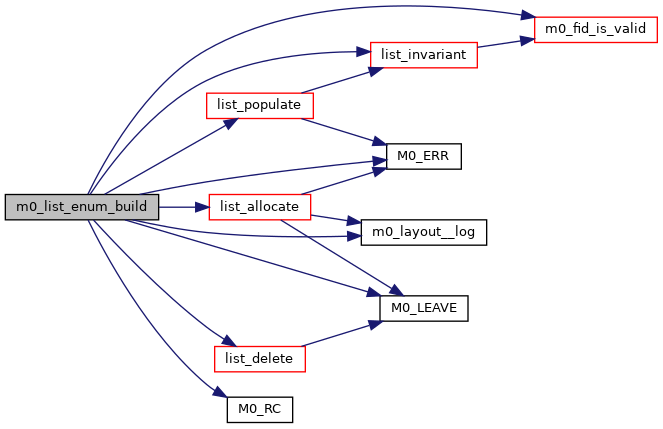 m0_fid_is_valid
list_invariant
list_populate
M0_ERR
m0_list_enum_build
list_allocate
m0_layout__log
M0_LEAVE
list_delete
M0_RC